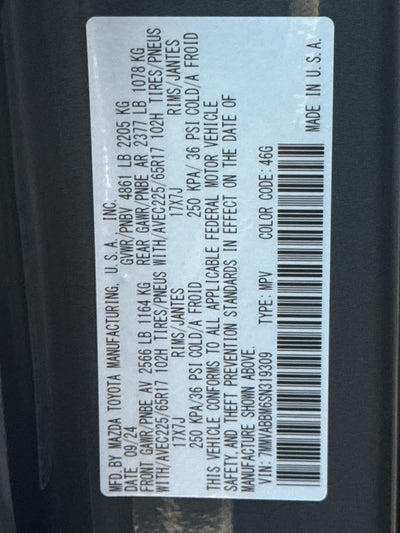 MFD.BY MAZDA TOYOTA MANUFACTURING, U.S.A., INC.
DATE 09/24 GVWR/PNBV 4861 LB 2205 KG
FRONT GAWR/PNBE AV 2566 LB 1164 KG REAR GAWR/PNBE AR 2377 LB 1078 KG
WITH/AVEC225/65R17 102H TIRES/PNEUS WITH/AVEC225/65R17 102H TIRES/PNEUS
17X7J RIMS/JANTES 17X7J RIMS/JANTES
250 KPA/36 PSI COLD/A FROID 250 KPA/ 36 PSI COLD/A FROID
THIS VEHICLE CONFORMS TO ALL APPLICABLE FEDERAL MOTOR VEHICLE
SAFETY,AND THEFT PREVENTION STANDARDS IN EFFECT ON THE DATE OF
MANUFACTURE SHOWN ABOVE.
VIN: 7MMVABBM6SN319309 TYPE: MPV COLOR CODE: 46G
MADE IN U.S.A.